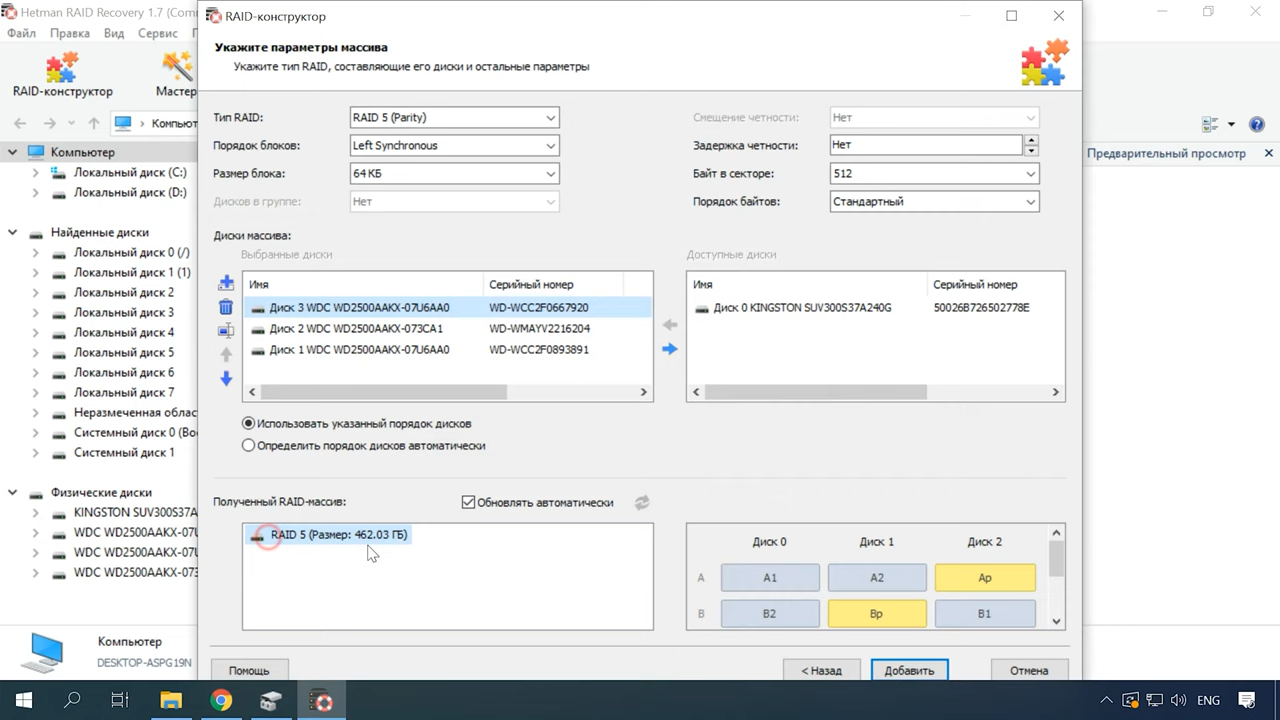 Hetman RAID Recovery 1.7 (Com
Файл Правка Вид Сервис
RAID-конструктор
Мастер
Компьют
Компьютер
Локальный диск (C:)
Локальный диск (D:)
Найденные диски
Локальный диск 0 (/)
Локальный диск 1 (1)
Локальный диск 2
Локальный диск 3
Локальный диск 4
Локальный диск 5
Локальный диск 6
Локальный диск 7
Неразмеченная облас
Системный диск 0 (Во
Системный диск 1
Физические диски
KINGSTON SUV300S37A
WDC WD2500AAKX-07U
WDC WD2500AAKX-07U
WDC WD2500AAKX-073
Компьютер
DESKTOP-ASPG19N
RAID-конструктор
Укажите параметры массива
Укажите тип RAID, составляющие его диски и остальные параметры
Тип RAID: RAID 5 (Parity)
Порядок блоков: Left Synchronous
Размер блока: 64 КБ
Дисков в группе: Нет
Смещение четности: Нет
Задержка четности: Нет
Байт в секторе: 512
Порядок байтов: Стандартный
Диски массива:
Выбранные диски
Имя Серийный номер
Диск 3 WDC WD2500AAKX-07U6AA0 WD-WCC2F0667920
Диск 2 WDC WD2500AAKX-073CA1 WD-WMAYV2216204
Диск 1 WDC WD2500AAKX-07U6AA0 WD-WCC2F0893891
Доступные диски
Имя Серийный номер
Диск 0 KINGSTON SUV300S37A240G 50026B726502778E
Использовать указанный порядок дисков
Определить порядок дисков автоматически
Полученный RAID-массив:
Обновлять автоматически
RAID 5 (Размер: 462.03 ГБ)
Диск 0 Диск 1 Диск 2
A A1 A2 Ap
B B2 Bp B1
Помощь
< Назад
Добавить
Отмена
Предварительный просмотр
ENG